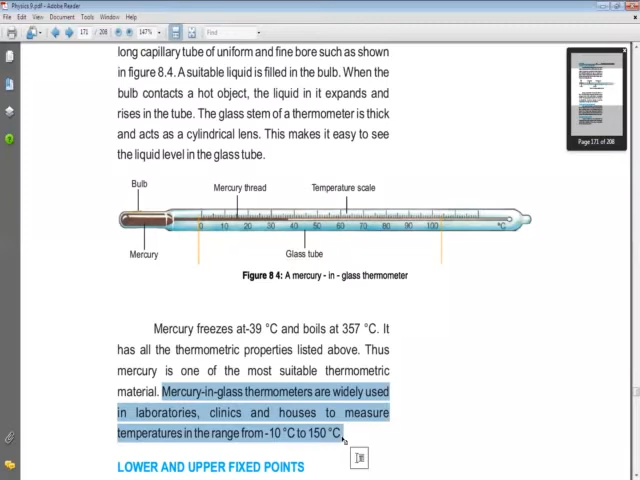 Physics 9.pdf - Adobe Reader
File Edit View Document Tools Window Help
171 / 208 147% Find
long capillary tube of uniform and fine bore such as shown
in figure 8.4. A suitable liquid is filled in the bulb. When the
bulb contacts a hot object, the liquid in it expands and
rises in the tube. The glass stem of a thermometer is thick
and acts as a cylindrical lens. This makes it easy to see
the liquid level in the glass tube.
Page 171 of 208
Bulb Mercury thread Temperature scale
0 10 20 30 40 50 60 70 80 90 100 °C
Mercury Glass tube
Figure 8 4: A mercury - in - glass thermometer
Mercury freezes at-39 °C and boils at 357 °C. It
has all the thermometric properties listed above. Thus
mercury is one of the most suitable thermometric
material. Mercury-in-glass thermometers are widely used
in laboratories, clinics and houses to measure
temperatures in the range from -10 °C to 150 °C.
LOWER AND UPPER FIXED POINTS